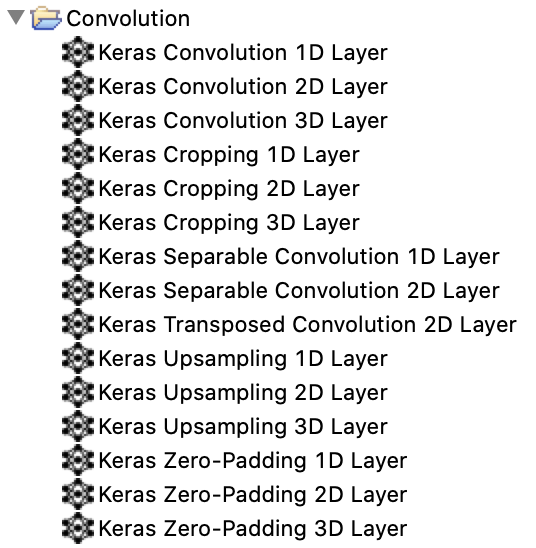 Convolution
Keras Convolution 1D Layer
Keras Convolution 2D Layer
Keras Convolution 3D Layer
Keras Cropping 1D Layer
Keras Cropping 2D Layer
Keras Cropping 3D Layer
Keras Separable Convolution 1D Layer
Keras Separable Convolution 2D Layer
Keras Transposed Convolution 2D Layer
Keras Upsampling 1D Layer
Keras Upsampling 2D Layer
Keras Upsampling 3D Layer
Keras Zero-Padding 1D Layer
Keras Zero-Padding 2D Layer
Keras Zero-Padding 3D Layer